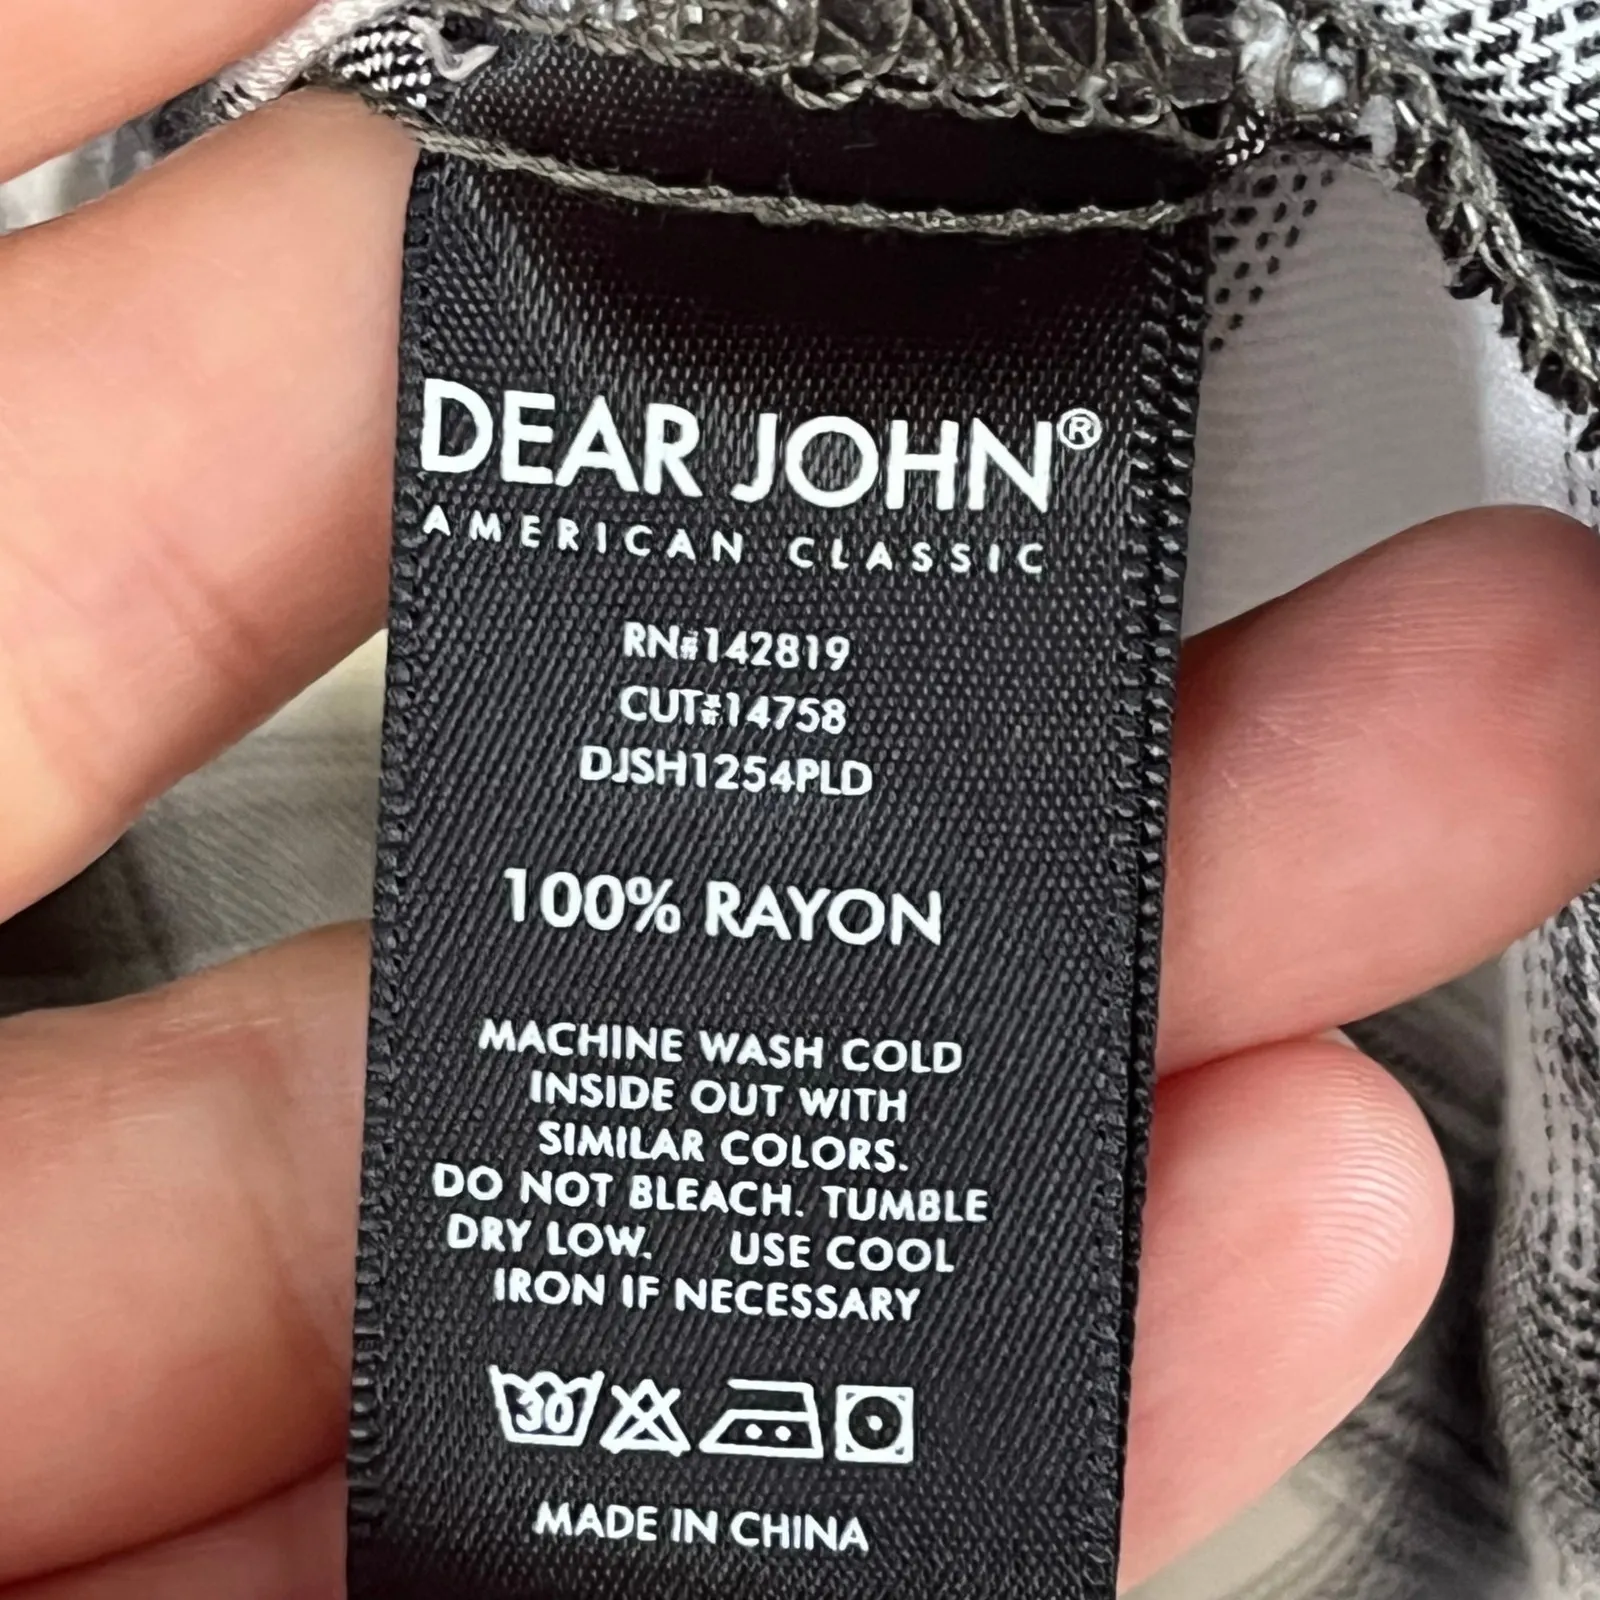 DEAR JOHN®
AMERICAN CLASSIC
RN#142819
CUT#14758
DJSH1254PLD
100% RAYON
MACHINE WASH COLD
INSIDE OUT WITH
SIMILAR COLORS.
DO NOT BLEACH. TUMBLE
DRY LOW. USE COOL
IRON IF NECESSARY
30
MADE IN CHINA